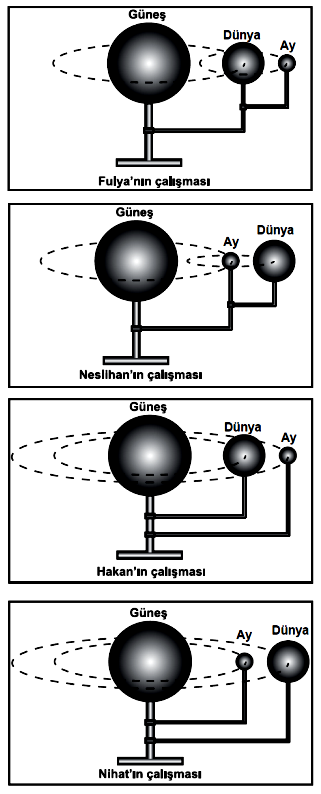 Güneş
Dünya
Ay
Fulya'nın çalışması
Güneş
Ay
Dünya
Neslihan'ın çalışması
Güneş
Dünya
Ay
Hakan'ın çalışması
Güneş
Ay
Dünya
Nihat'ın çalışması